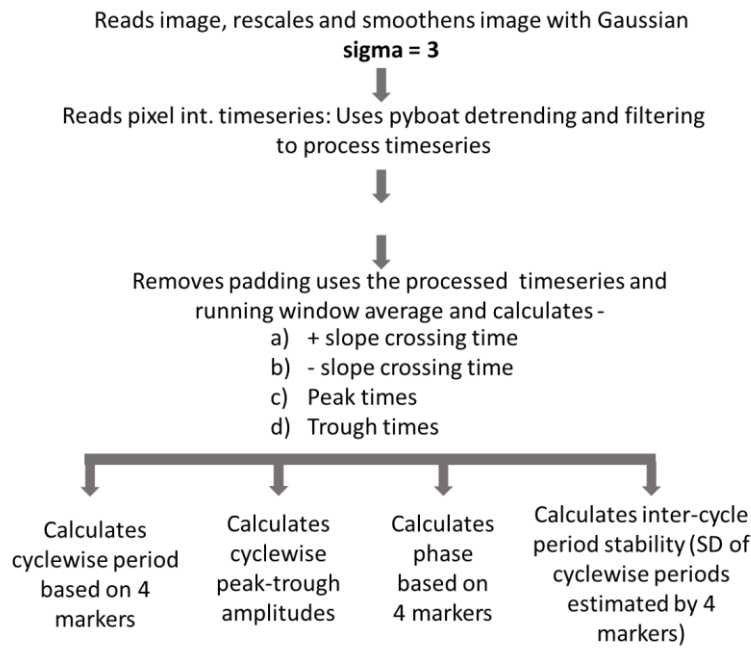 Reads image, rescales and smoothens image with Gaussian
sigma = 3
Reads pixel int. timeseries: Uses pyboat detrending and filtering
to process timeseries
Removes padding uses the processed timeseries and
running window average and calculates -
a) + slope crossing time
b) - slope crossing time
c) Peak times
d) Trough times
Calculates
cyclewise period
based on 4
markers
Calculates
cyclewise
peak-trough
amplitudes
Calculates
phase
based on
4 markers
Calculates inter-cycle
period stability (SD of
cyclewise periods
estimated by 4
markers)